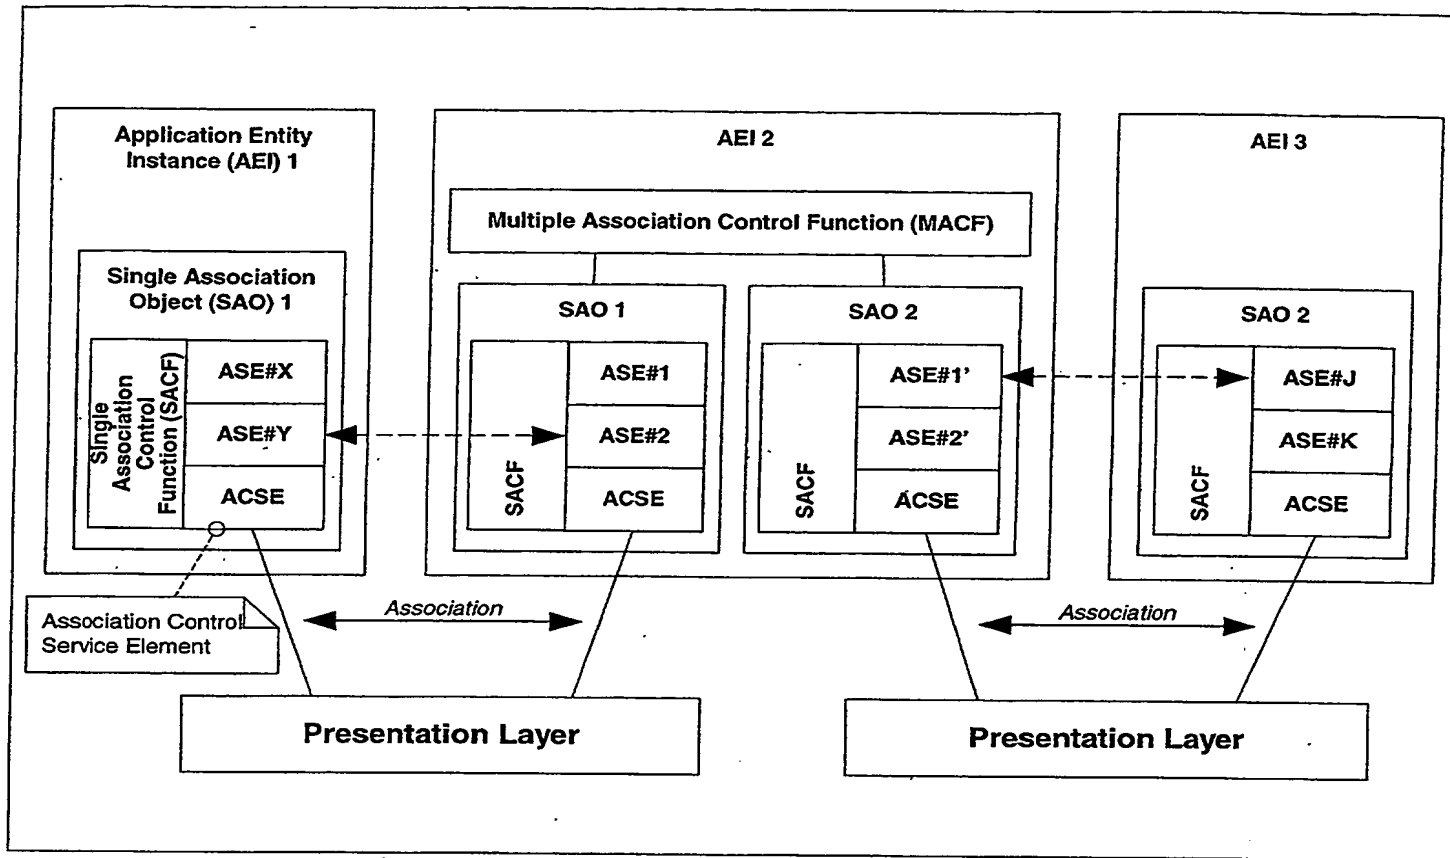 Application Entity
Instance (AEI) 1
Single Association
Object (SAO) 1
Single
Association
Control
Function (SACF)
ASE#X
ASE#Y
ACSE
Association Control
Service Element
AEI 2
Multiple Association Control Function (MACF)
SAO 1
SACF
ASE#1
ASE#2
ACSE
SAO 2
SACF
ASE#1'
ASE#2'
ACSE
AEI 3
SAO 2
SACF
ASE#J
ASE#K
ACSE
Association
Association
Presentation Layer
Presentation Layer